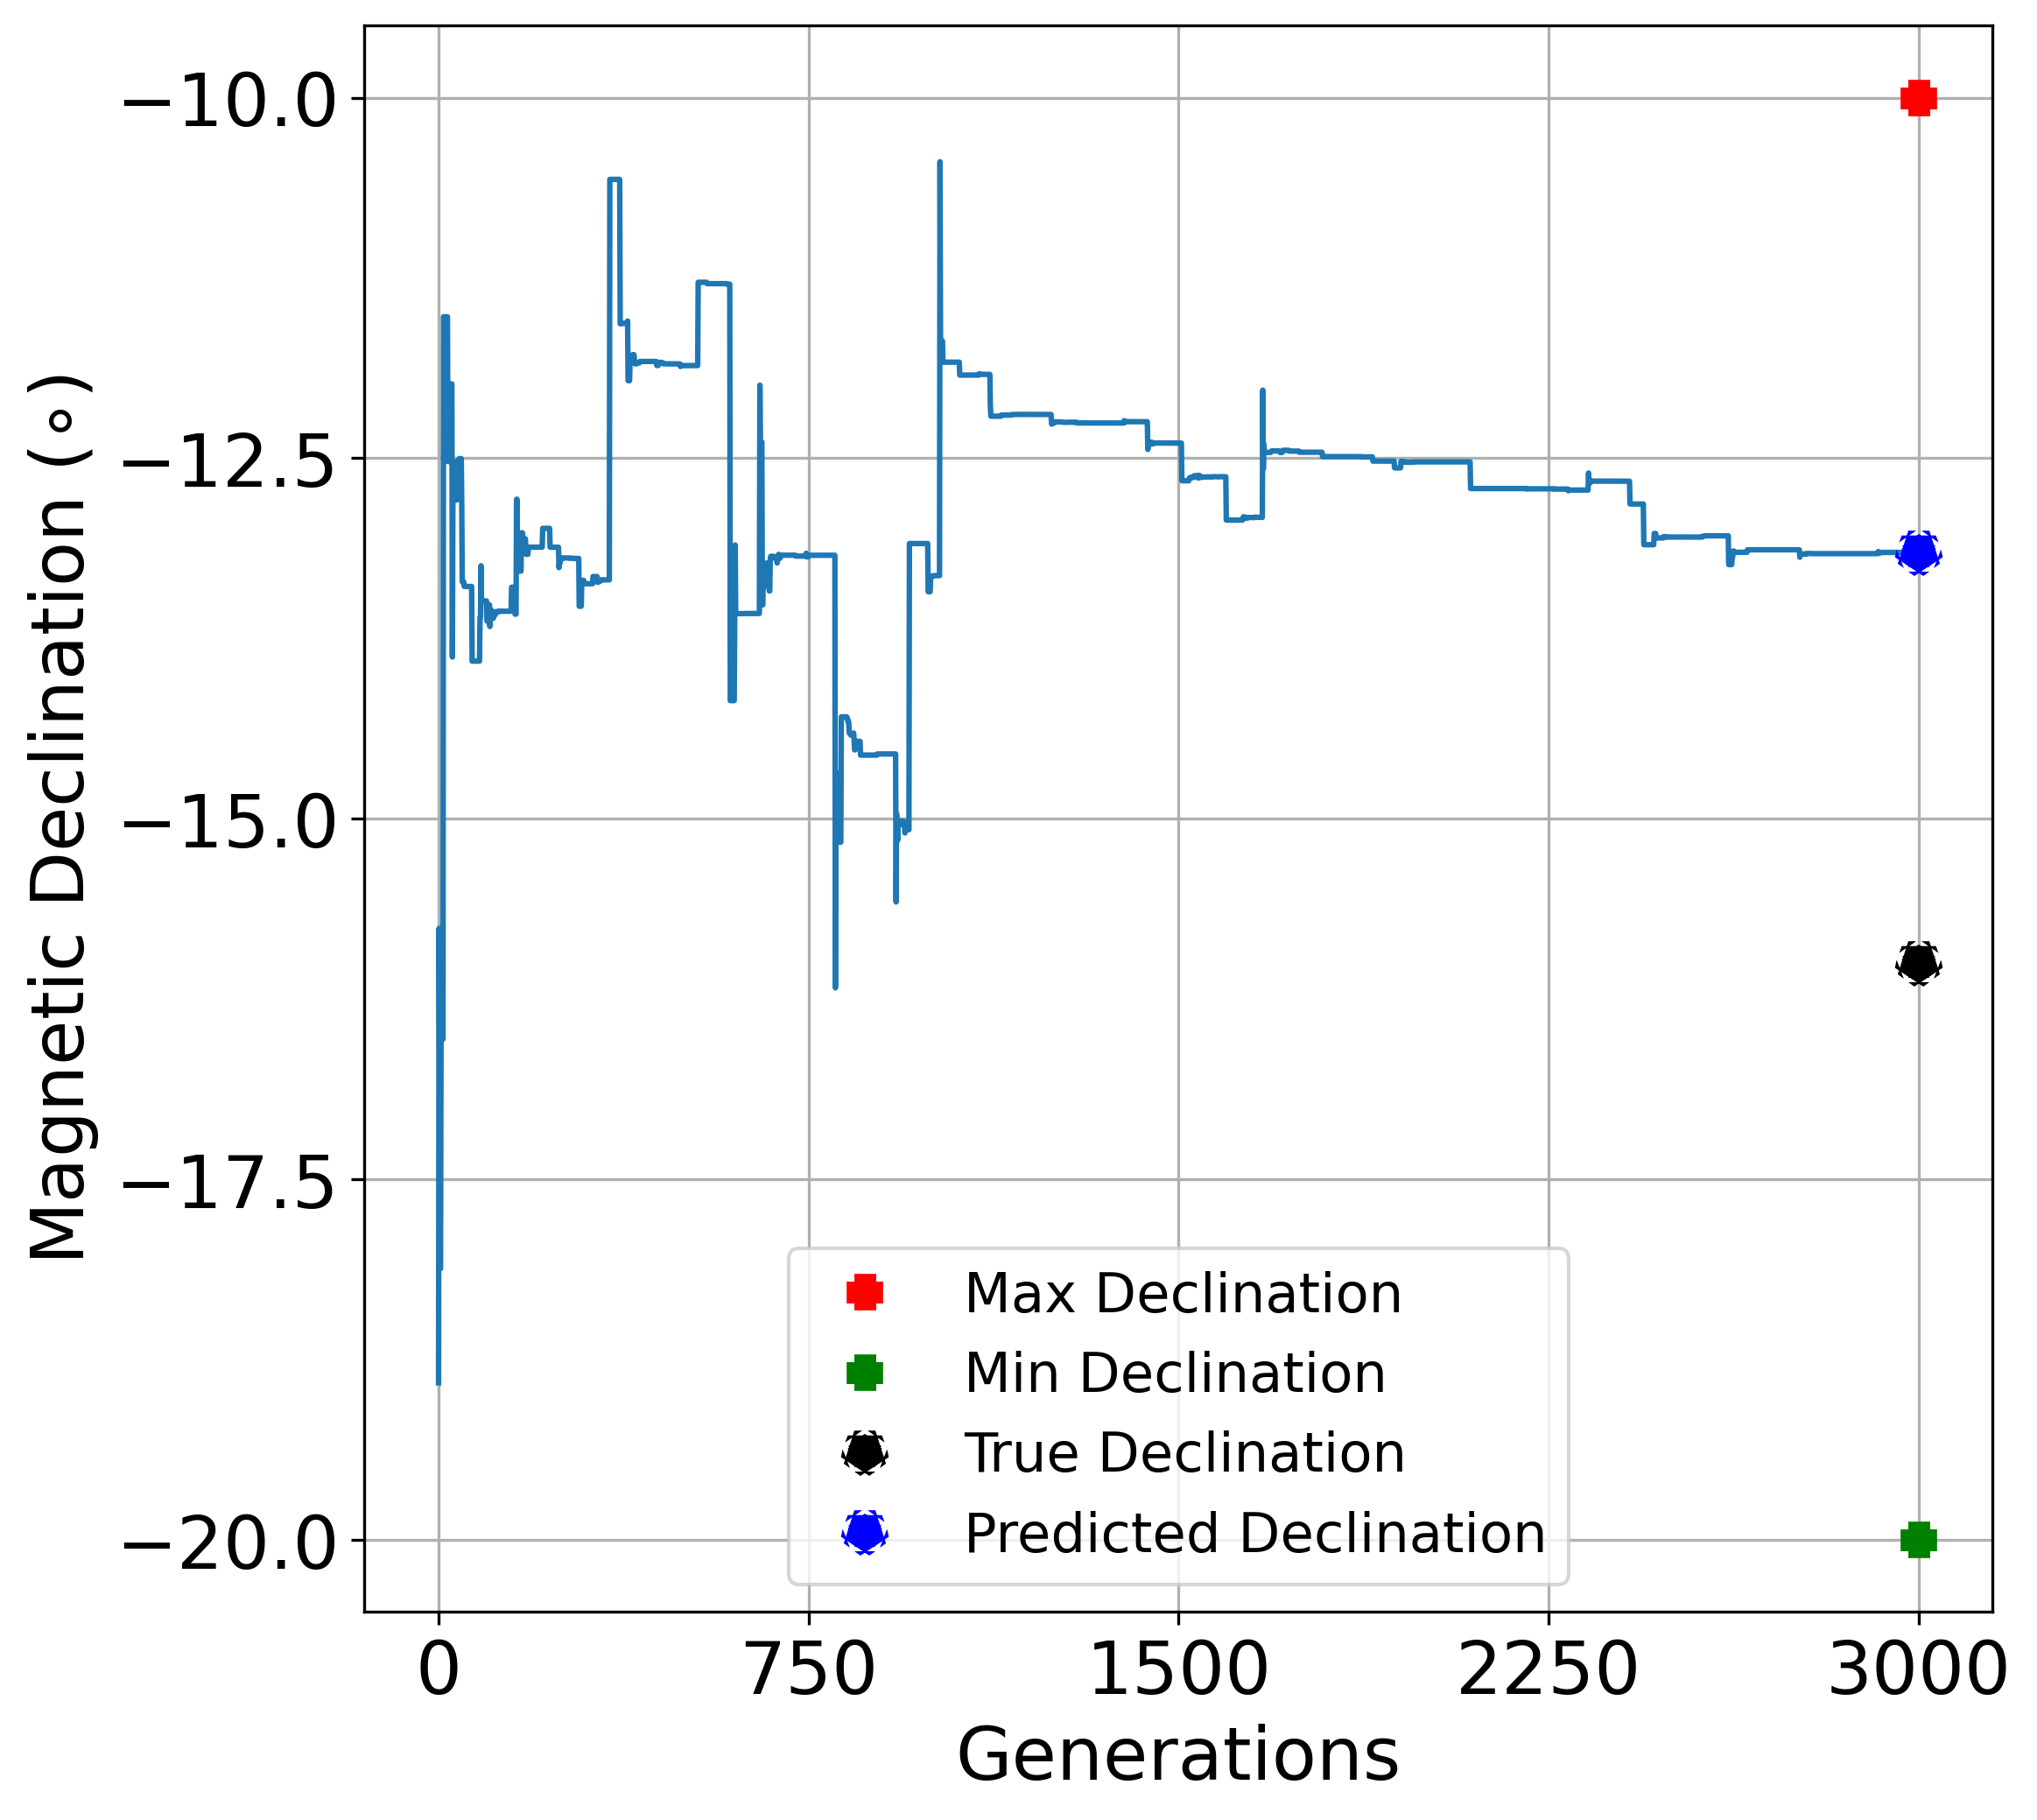 Magnetic Declination (∘)
−10.0
−12.5
−15.0
−17.5
−20.0
Max Declination
Min Declination
True Declination
Predicted Declination
0 750 1500 2250 3000
Generations